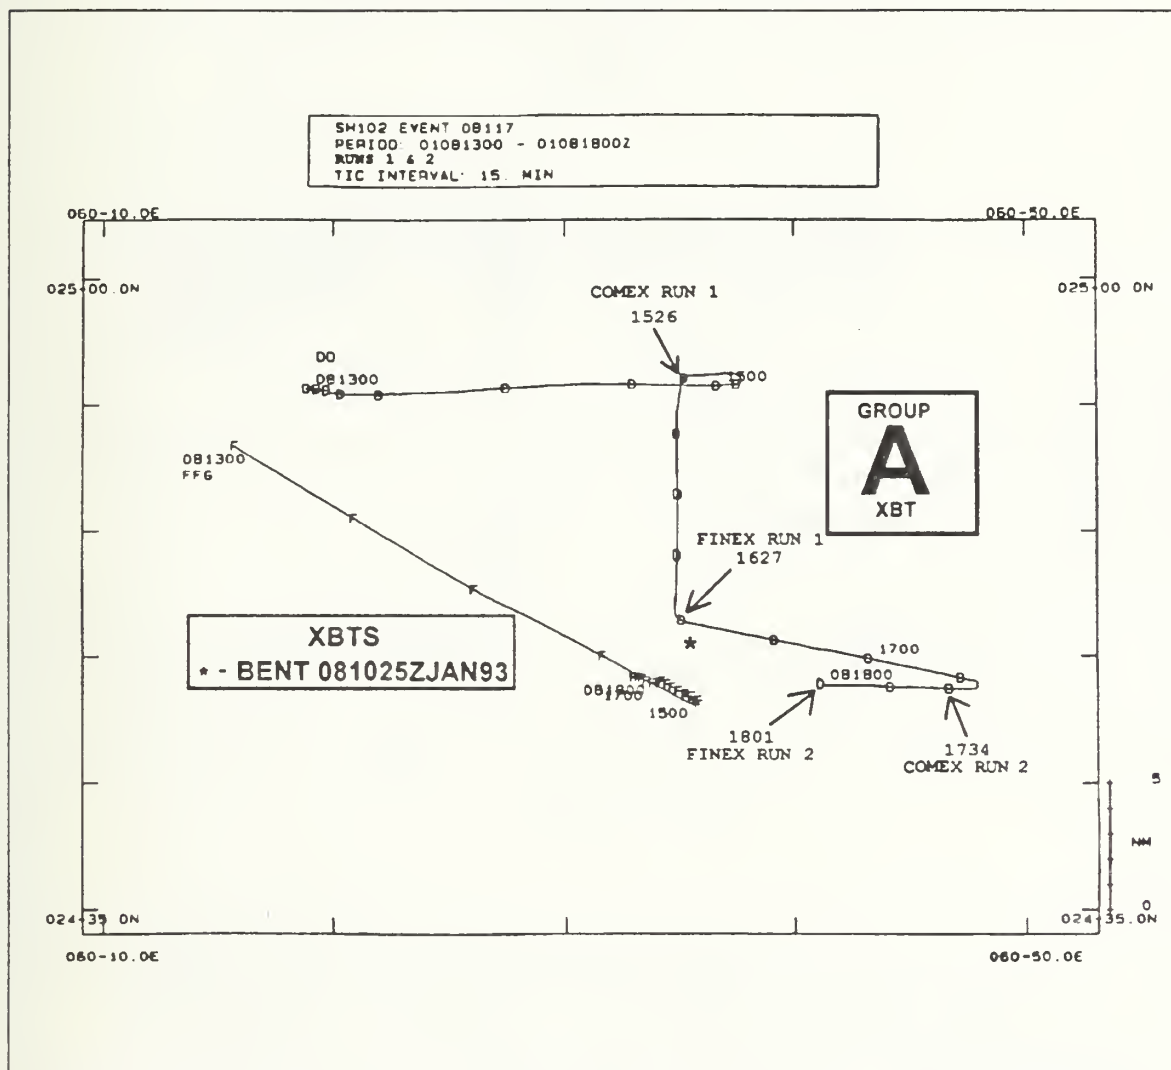 SH102 EVENT 08117
PERIOD: 01081300 - 01081800Z
RUNS 1 & 2
TIC INTERVAL: 15. MIN
060-10.0E
060-50.0E
025-00.0N
025-00 0N
COMEX RUN 1
1526
DD
081300
1500
GROUP
A
XBT
081300
FFG
FINEX RUN 1
1627
XBTS
* - BENT 081025ZJAN93
1700
081800
081800
1700
1500
1801
FINEX RUN 2
1734
COMEX RUN 2
5
NM
0
024-35 0N
024-35.0N
060-10.0E
060-50.0E